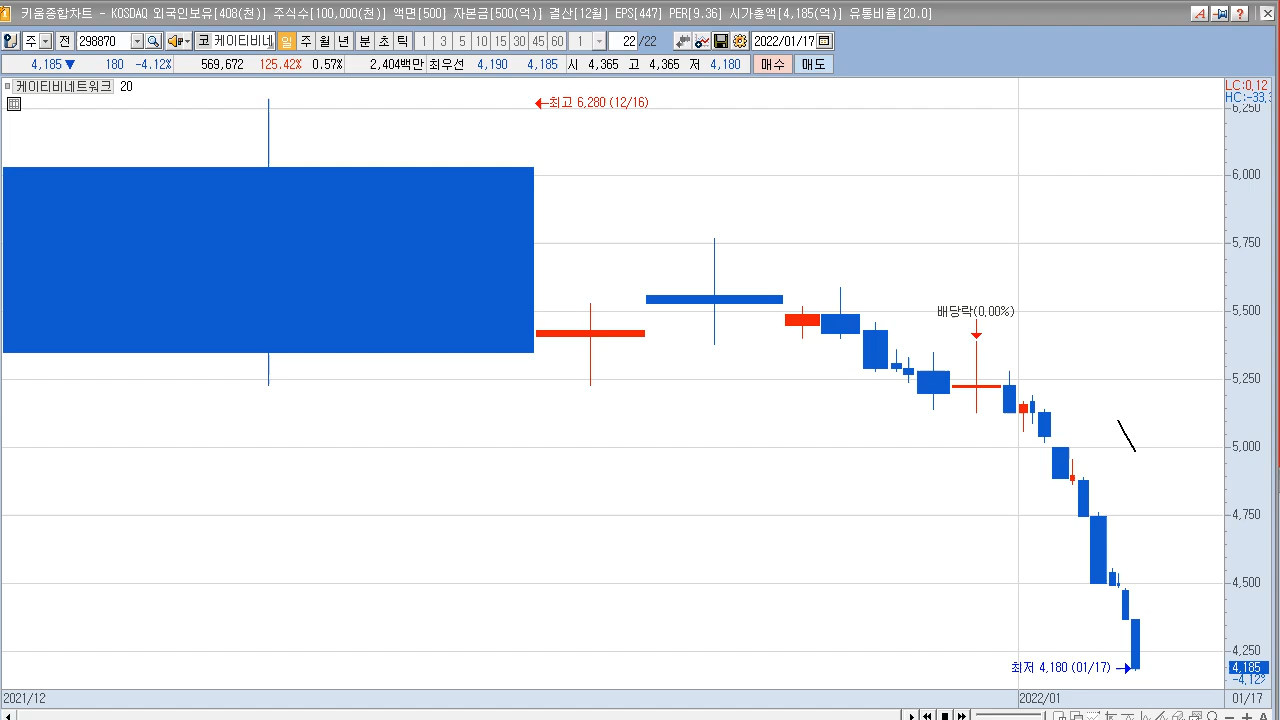 키움종합차트 - KOSDAQ 외국인보유[408(천)] 주식수[100,000(천)] 액면[500] 자본금[500(억)] 결산[12월] EPS[447] PER[9.36] 시가총액[4,185(억)] 유통비율[20.0]
주 전 298870 코 케이티비네 일 주 월 년 분 초 틱 1 3 5 10 15 30 45 60 1 22 /22 2022/01/17
4,185▼ 180 -4.12% 569,672 125.42% 0.57% 2,404백만 최우선 4,190 4,185 시 4,365 고 4,365 저 4,180 매수 매도
케이티비네트워크 20
LC:0.12
HC:-33.
최고 6,280 (12/16)
6,250
6,000
5,750
배당락(0.00%)
5,500
5,250
5,000
4,750
4,500
4,250
최저 4,180 (01/17)
4,185
-4.12%
2021/12 2022/01 01/17